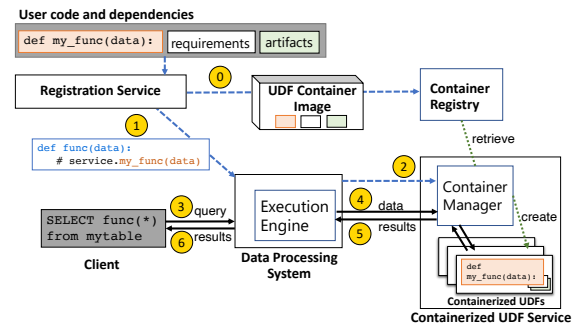 User code and dependencies
def my_func(data):
requirements
artifacts
Registration Service
0
UDF Container
Image
Container
Registry
1
def func(data):
# service.my_func(data)
retrieve
2
SELECT func(*)
from mytable
Client
3
query
6
results
Execution
Engine
Data Processing
System
4
data
5
results
Container
Manager
create
def
my_func(data):
Containerized UDFs
Containerized UDF Service